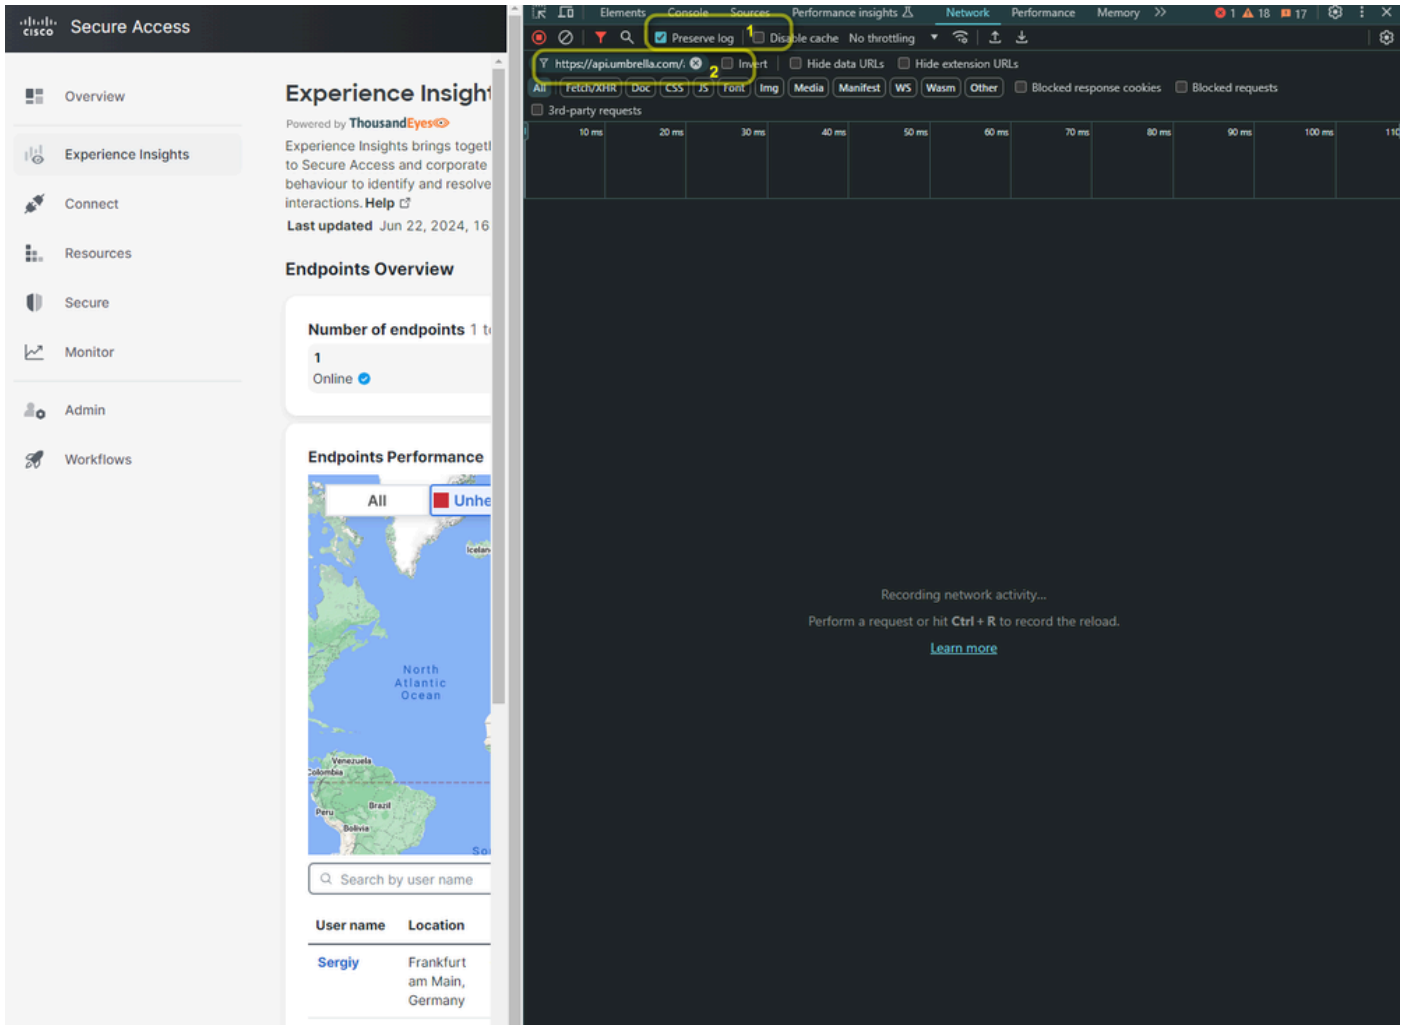 cisco Secure Access
Overview
Experience Insights
Connect
Resources
Secure
Monitor
Admin
Workflows
Experience Insight
Powered by ThousandEyes
Experience Insights brings togetl
to Secure Access and corporate
behaviour to identify and resolve
interactions. Help
Last updated Jun 22, 2024, 16
Endpoints Overview
Number of endpoints 1 t
1
Online
Endpoints Performance
All Unhe
Icelan
North
Atlantic
Ocean
Venezuela
Colombia
Peru Brazil
Bolivia
So
Search by user name
User name Location
Sergiy Frankfurt
am Main,
Germany
Elements Console Sources Performance insights Network Performance Memory 1 18 17
Preserve log 1 Disable cache No throttling
https://api.umbrella.com/. 2 Invert Hide data URLs Hide extension URLs
All Fetch/XHR Doc CSS JS Font Img Media Manifest WS Wasm Other Blocked response cookies Blocked requests
3rd-party requests
10 ms 20 ms 30 ms 40 ms 50 ms 60 ms 70 ms 80 ms 90 ms 100 ms 110
Recording network activity...
Perform a request or hit Ctrl + R to record the reload.
Learn more